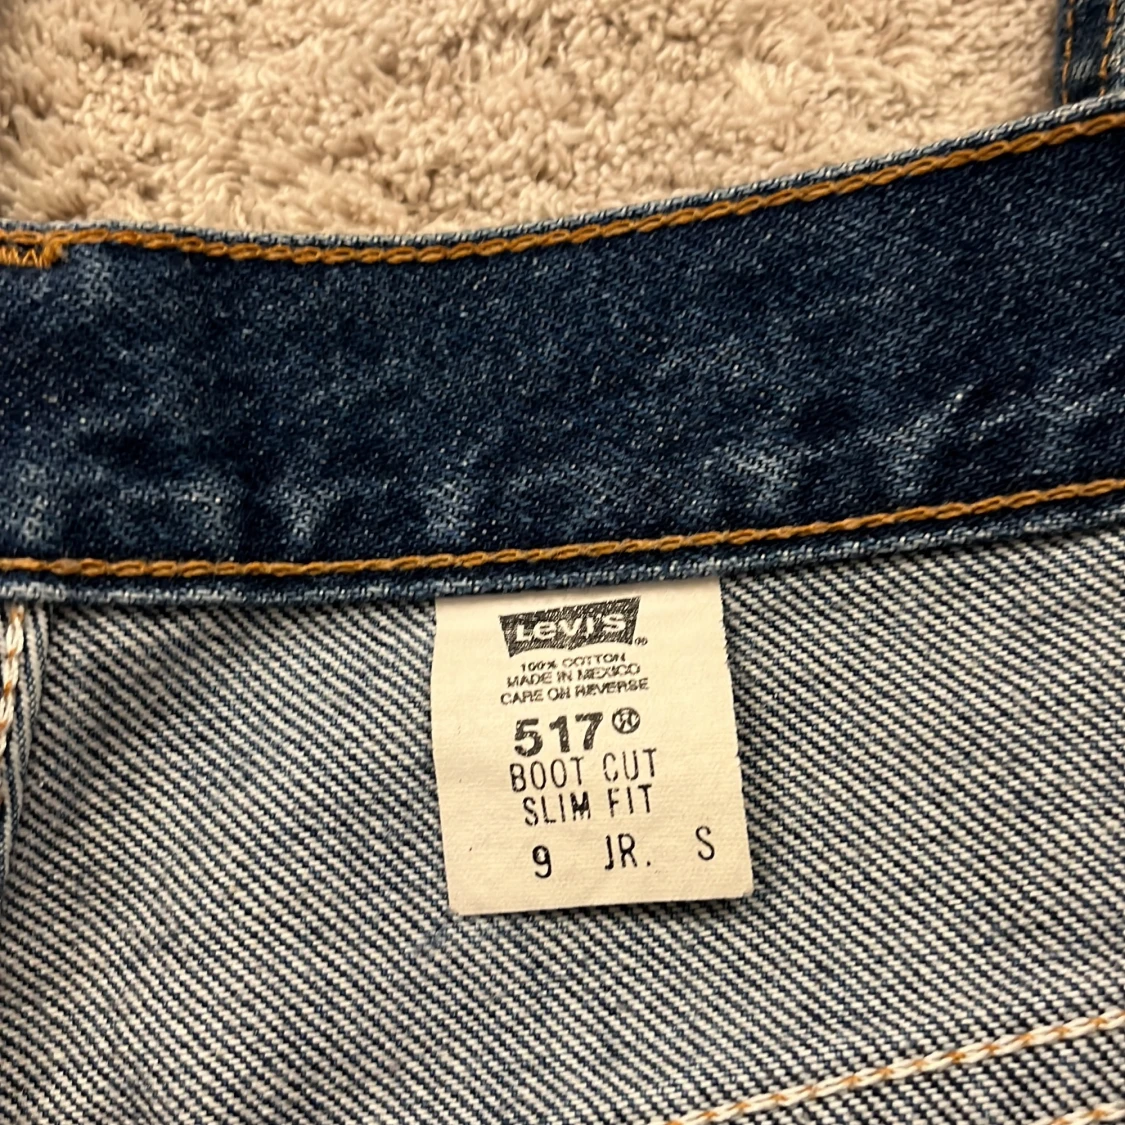 Levi's®
100% COTTON
MADE IN MEXICO
CARE ON REVERSE
517®
BOOT CUT
SLIM FIT
9 JR. S